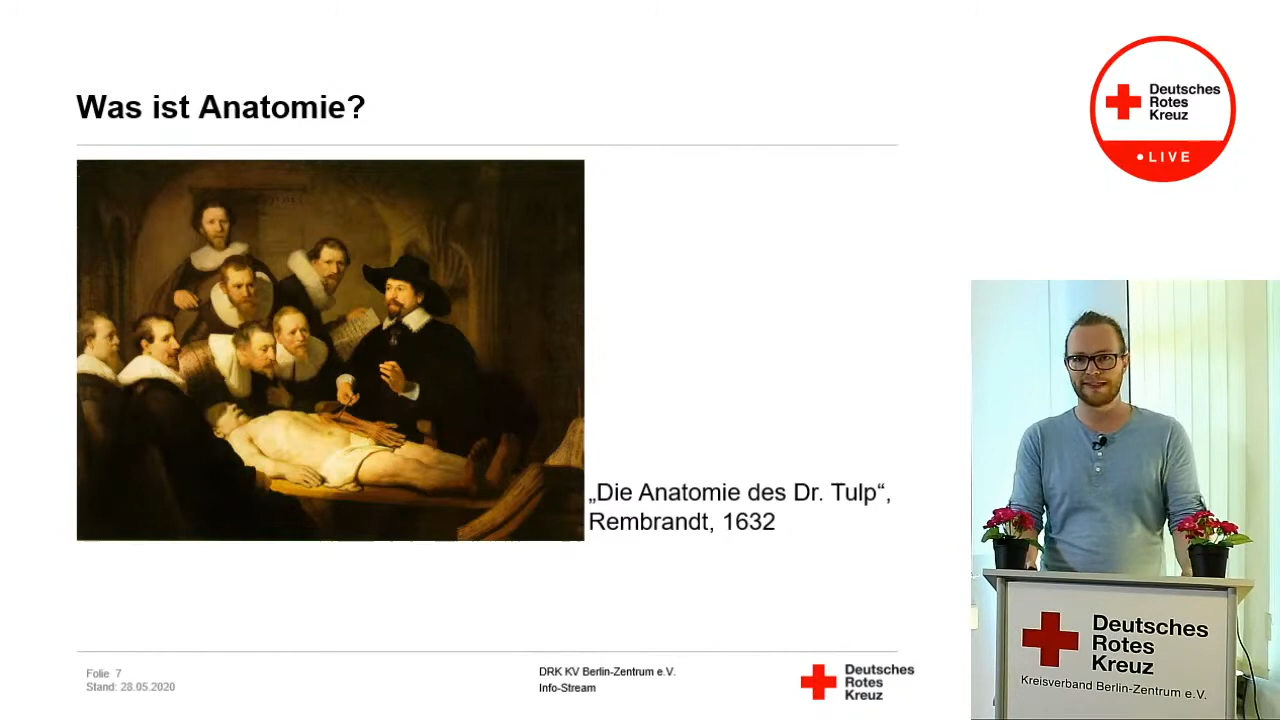 Was ist Anatomie?
Deutsches
Rotes
Kreuz
LIVE
„Die Anatomie des Dr. Tulp“,
Rembrandt, 1632
Folie 7
Stand: 28.05.2020
DRK KV Berlin-Zentrum e.V.
Info-Stream
Deutsches
Rotes
Kreuz
Deutsches
Rotes
Kreuz
Kreisverband Berlin-Zentrum e.V.